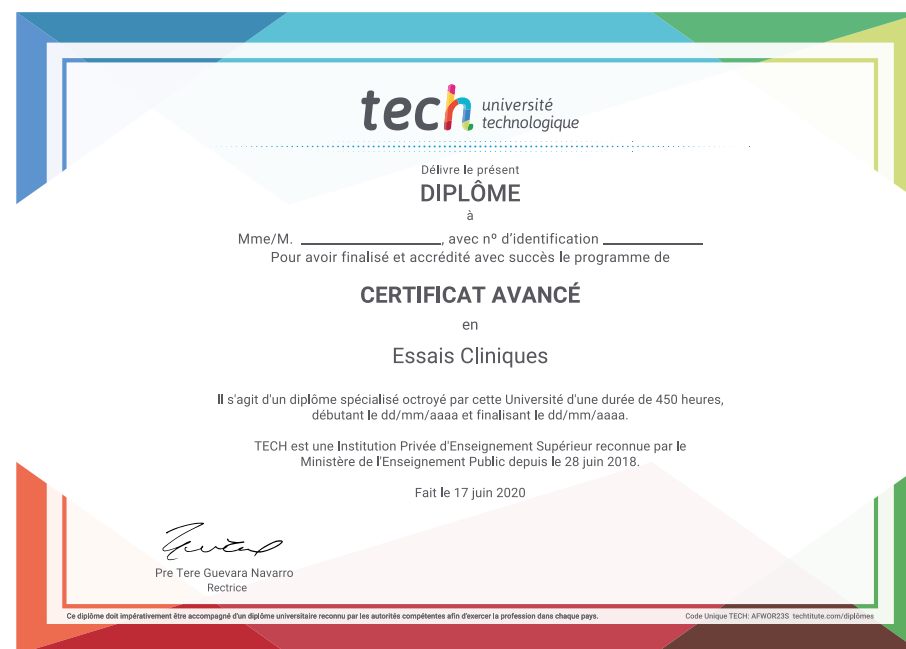 tech université
technologique
Délivre le présent
DIPLÔME
à
Mme/M. ____________________, avec nº d'identification ______________
Pour avoir finalisé et accrédité avec succès le programme de
CERTIFICAT AVANCÉ
en
Essais Cliniques
Il s'agit d'un diplôme spécialisé octroyé par cette Université d'une durée de 450 heures,
débutant le dd/mm/aaaa et finalisant le dd/mm/aaaa.
TECH est une Institution Privée d'Enseignement Supérieur reconnue par le
Ministère de l'Enseignement Public depuis le 28 juin 2018.
Fait le 17 juin 2020
Pre Tere Guevara Navarro
Rectrice
Ce diplôme doit impérativement être accompagné d'un diplôme universitaire reconnu par les autorités compétentes afin d'exercer la profession dans chaque pays.
Code Unique TECH: AFWOR23S techtitute.com/diplômes